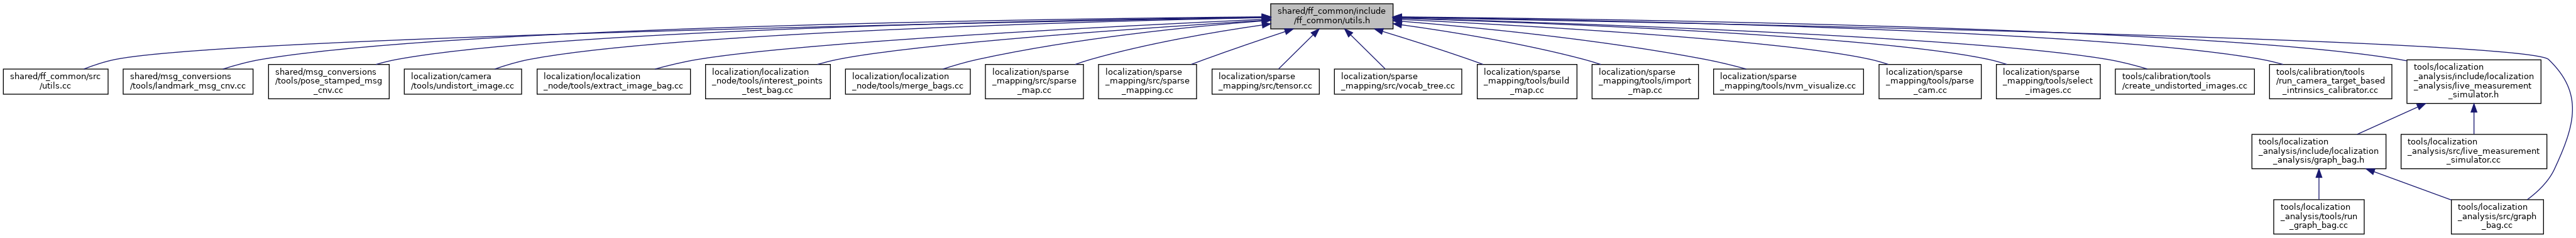 shared/ff_common/include
/ff_common/utils.h
shared/ff_common/src
/utils.cc
shared/msg_conversions
/tools/landmark_msg_cnv.cc
shared/msg_conversions
/tools/pose_stamped_msg
_cnv.cc
localization/camera
/tools/undistort_image.cc
localization/localization
_node/tools/extract_image_bag.cc
localization/localization
_node/tools/interest_points
_test_bag.cc
localization/localization
_node/tools/merge_bags.cc
localization/sparse
_mapping/src/sparse
_map.cc
localization/sparse
_mapping/src/sparse
_mapping.cc
localization/sparse
_mapping/src/tensor.cc
localization/sparse
_mapping/src/vocab_tree.cc
localization/sparse
_mapping/tools/build
_map.cc
localization/sparse
_mapping/tools/import
_map.cc
localization/sparse
_mapping/tools/nvm_visualize.cc
localization/sparse
_mapping/tools/parse
_cam.cc
localization/sparse
_mapping/tools/select
_images.cc
tools/calibration/tools
/create_undistorted_images.cc
tools/calibration/tools
/run_camera_target_based
_intrinsics_calibrator.cc
tools/localization
_analysis/include/localization
_analysis/live_measurement
_simulator.h
tools/localization
_analysis/include/localization
_analysis/graph_bag.h
tools/localization
_analysis/src/live_measurement
_simulator.cc
tools/localization
_analysis/tools/run
_graph_bag.cc
tools/localization
_analysis/src/graph
_bag.cc